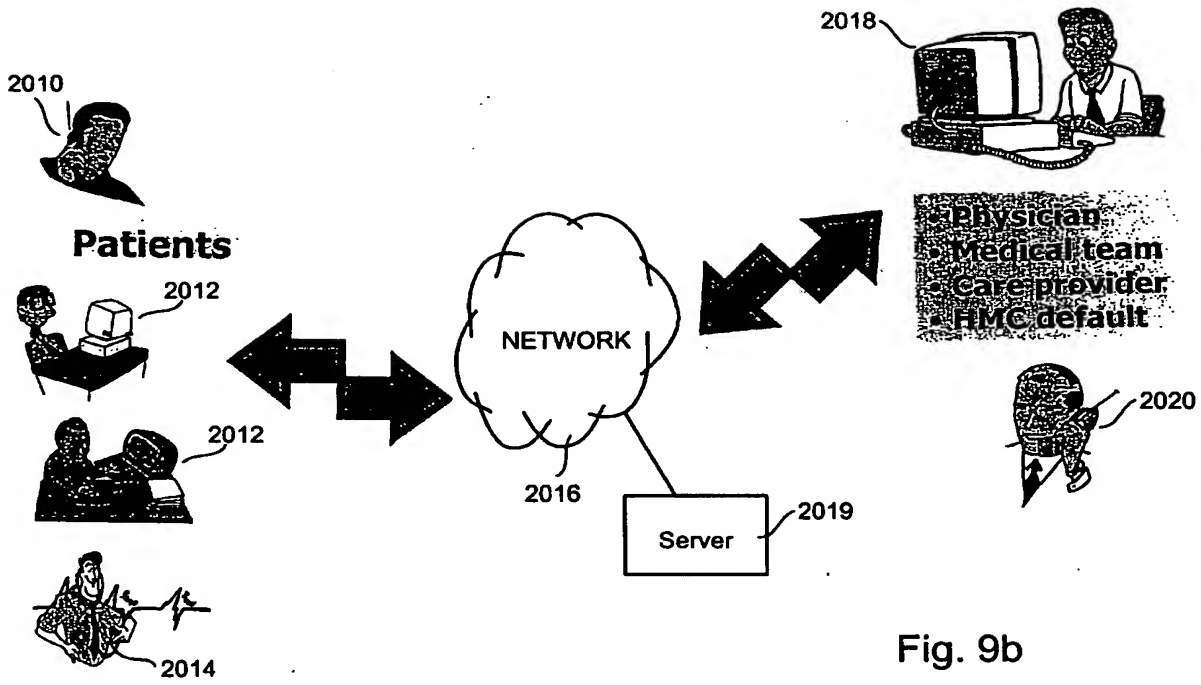 2018
2010
Patients
• Physician
• Medical team
• Care provider
• HMC default
2012
NETWORK
2012
2020
2016
Server
2019
2014
Fig. 9b